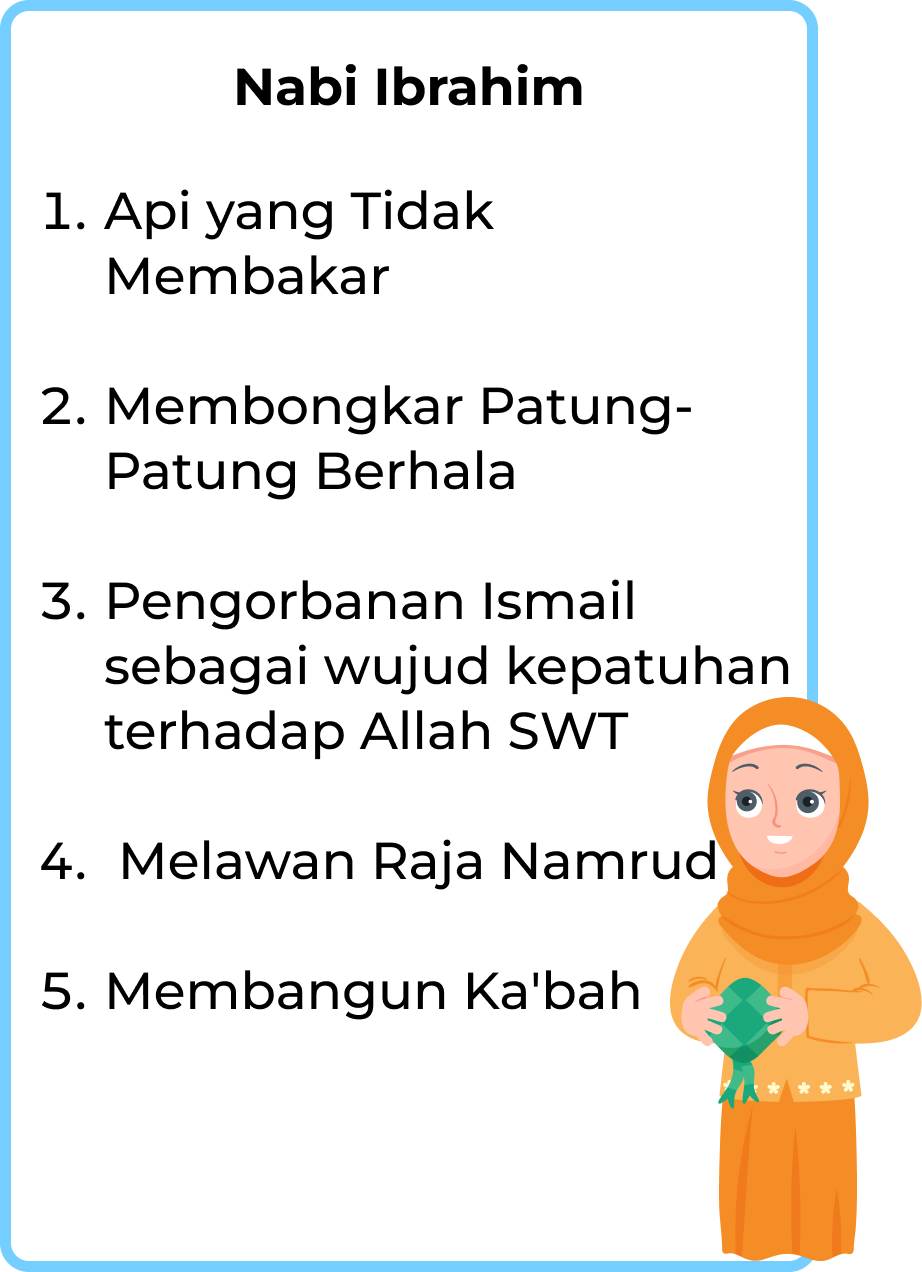 Nabi Ibrahim
1. Api yang Tidak
Membakar
2. Membongkar Patung-
Patung Berhala
3. Pengorbanan Ismail
sebagai wujud kepatuhan
terhadap Allah SWT
4. Melawan Raja Namrud
5. Membangun Ka'bah